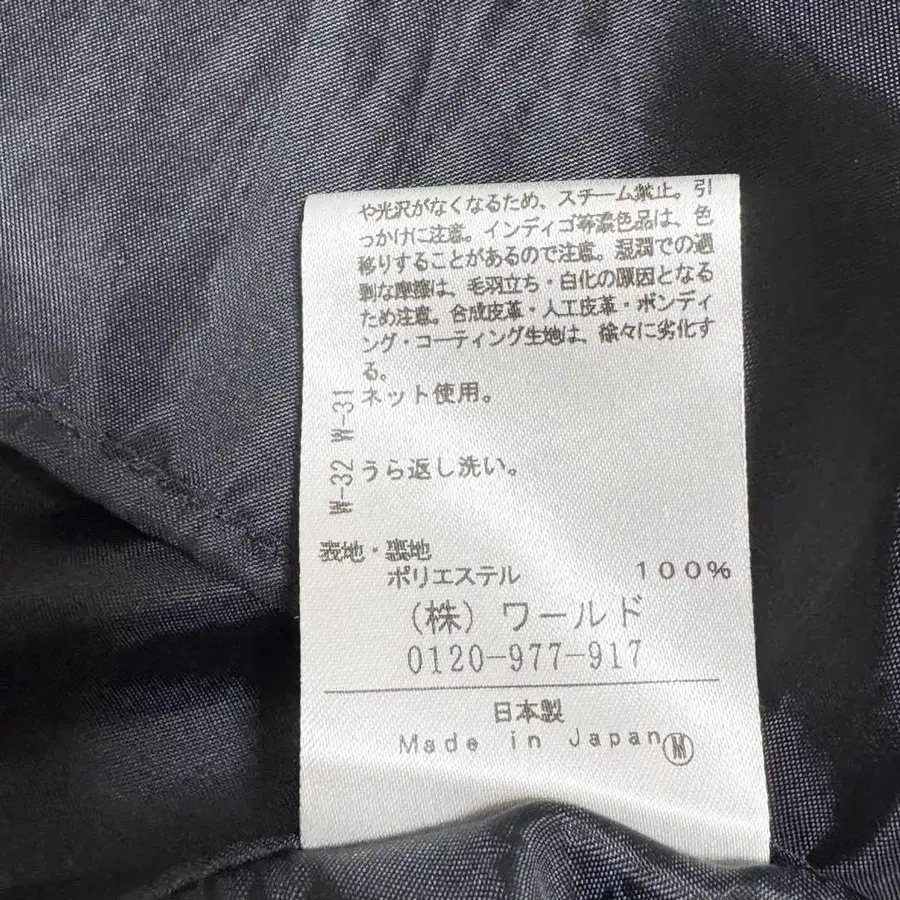 や光沢がなくなるため、スチーム禁止。引
っかけに注意。インディゴ等濃色品は、色
移りすることがあるので注意。湿潤での過
剰な摩擦は、毛羽立ち・白化の原因となる
ため注意。合成皮革・人工皮革・ボンディ
ング・コーティング生地は、徐々に劣化す
る。
W-31 ネット使用。
W-32 うら返し洗い。
表地・裏地
ポリエステル 100%
(株)ワールド
0120-977-917
日本製
Made in Japan M